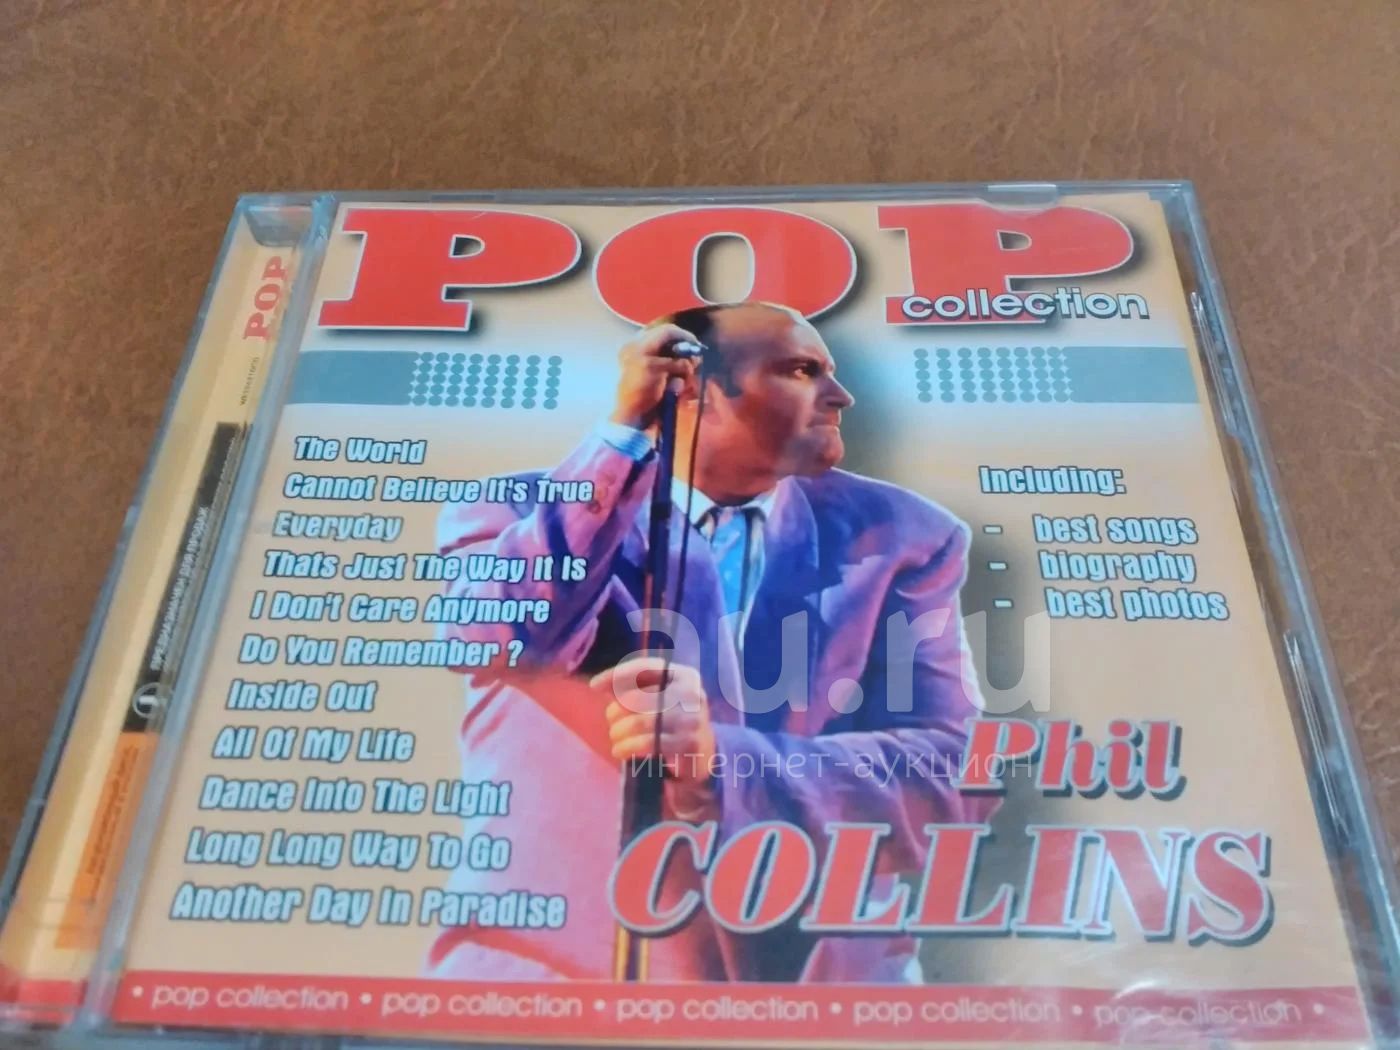 POP
collection
POP
The World
Cannot Believe It's True
Everyday
Thats Just The Way It Is
I Don't Care Anymore
Do You Remember ?
Inside Out
All Of My Life
Dance Into The Light
Long Long Way To Go
Another Day In Paradise
Including:
- best songs
- biography
- best photos
au.ru
интернет-аукцион
Phil
COLLINS
• pop collection • pop collection • pop collection • pop collection • pop collection •